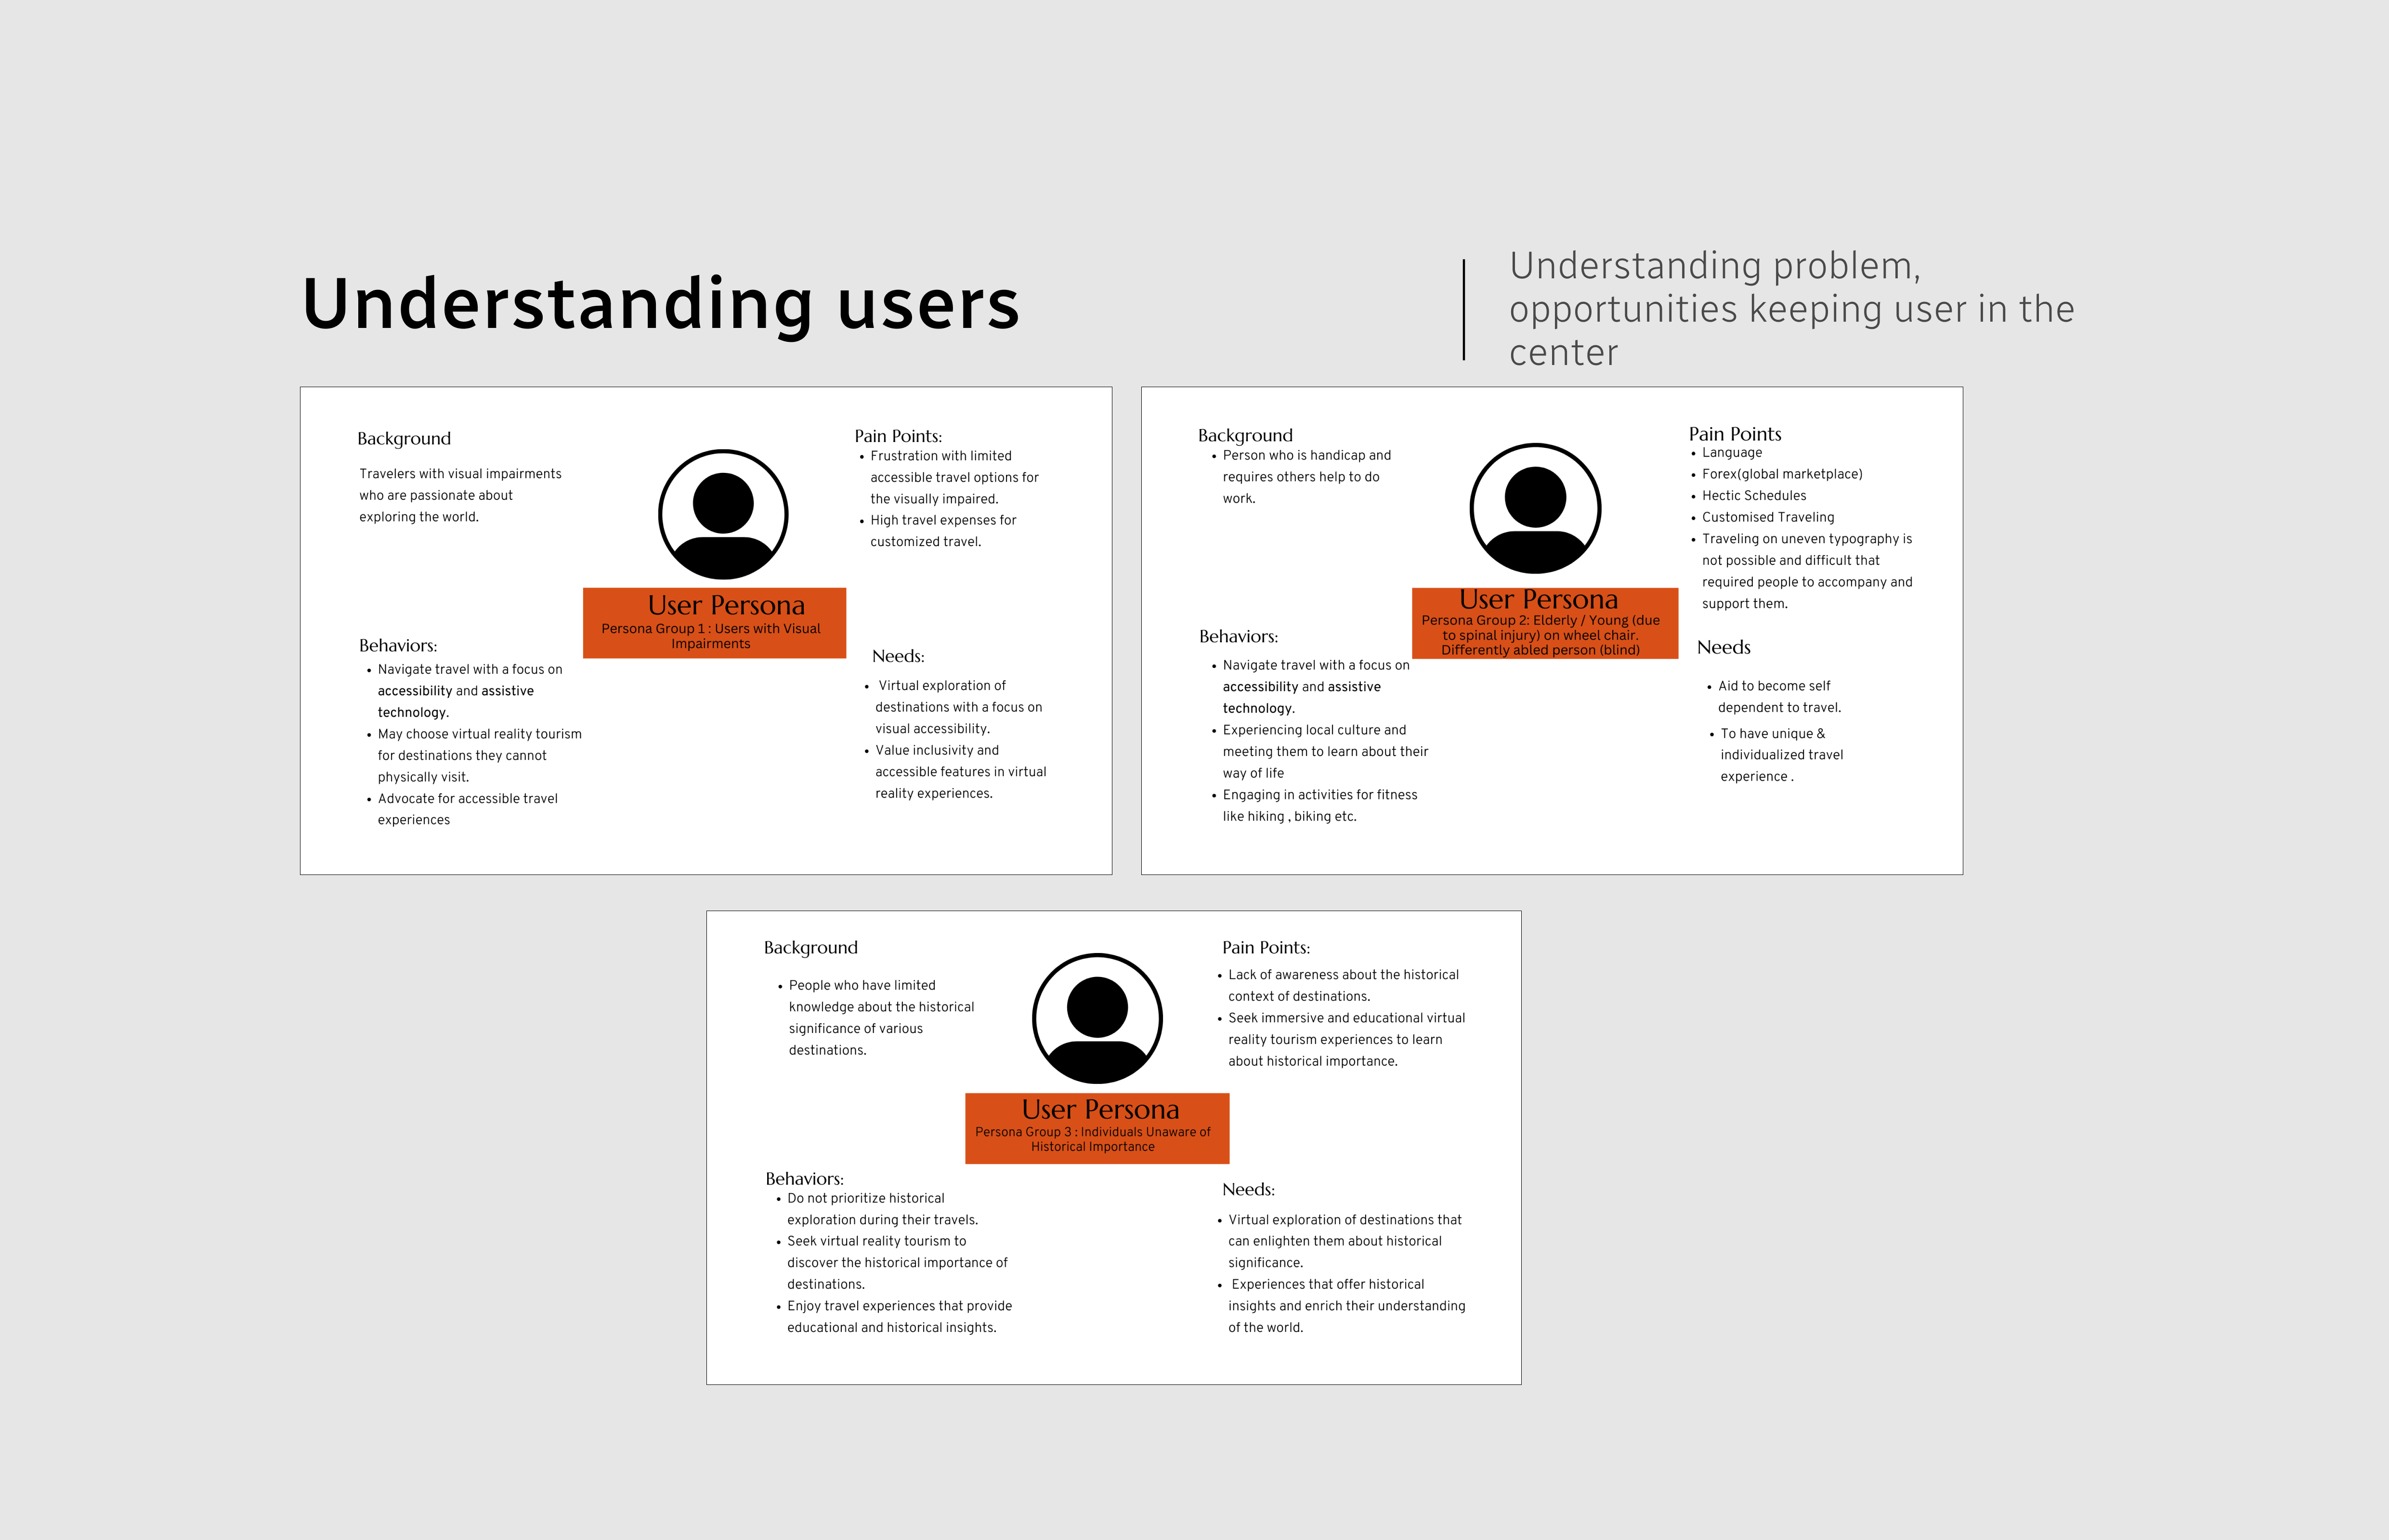 Understanding users
Understanding problem,
opportunities keeping user in the
center
Background
Travelers with visual impairments
who are passionate about
exploring the world.
Pain Points:
• Frustration with limited
accessible travel options for
the visually impaired.
• High travel expenses for
customized travel.
User Persona
Persona Group 1 : Users with Visual
Impairments
Behaviors:
• Navigate travel with a focus on
accessibility and assistive
technology.
• May choose virtual reality tourism
for destinations they cannot
physically visit.
• Advocate for accessible travel
experiences
Needs:
• Virtual exploration of
destinations with a focus on
visual accessibility.
• Value inclusivity and
accessible features in virtual
reality experiences.
Background
• Person who is handicap and
requires others help to do
work.
Pain Points
• Language
• Forex(global marketplace)
• Hectic Schedules
• Customised Traveling
• Traveling on uneven typography is
not possible and difficult that
required people to accompany and
support them.
User Persona
Persona Group 2: Elderly / Young (due
to spinal injury) on wheel chair.
Differently abled person (blind)
Behaviors:
• Navigate travel with a focus on
accessibility and assistive
technology.
• Experiencing local culture and
meeting them to learn about their
way of life
• Engaging in activities for fitness
like hiking , biking etc.
Needs
• Aid to become self
dependent to travel.
• To have unique &
individualized travel
experience .
Background
• People who have limited
knowledge about the historical
significance of various
destinations.
Pain Points:
• Lack of awareness about the historical
context of destinations.
• Seek immersive and educational virtual
reality tourism experiences to learn
about historical importance.
User Persona
Persona Group 3 : Individuals Unaware of
Historical Importance
Behaviors:
• Do not prioritize historical
exploration during their travels.
• Seek virtual reality tourism to
discover the historical importance of
destinations.
• Enjoy travel experiences that provide
educational and historical insights.
Needs:
• Virtual exploration of destinations that
can enlighten them about historical
significance.
• Experiences that offer historical
insights and enrich their understanding
of the world.